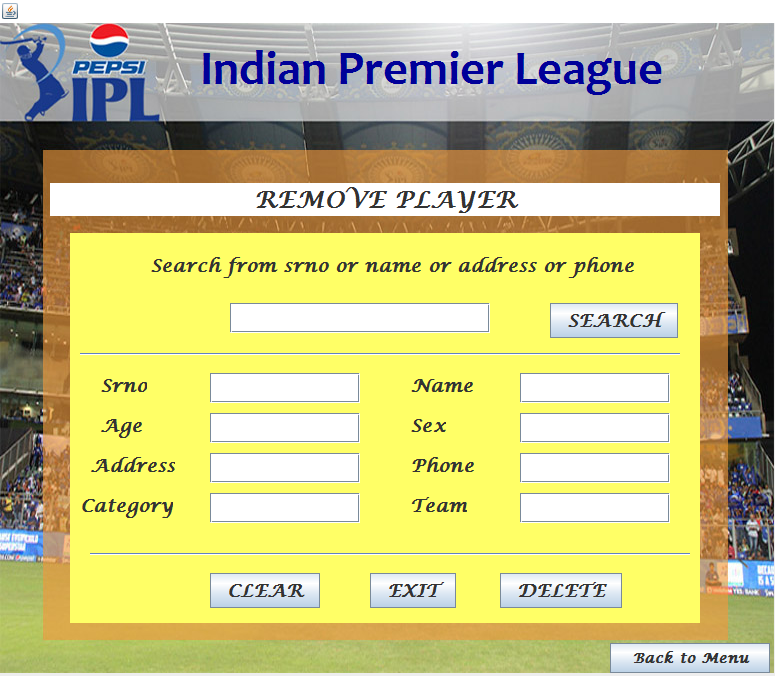 PEPSI
IPL
Indian Premier League
REMOVE PLAYER
Search from srno or name or address or phone
SEARCH
Srno Name
Age Sex
Address Phone
Category Team
CLEAR EXIT DELETE
Back to Menu